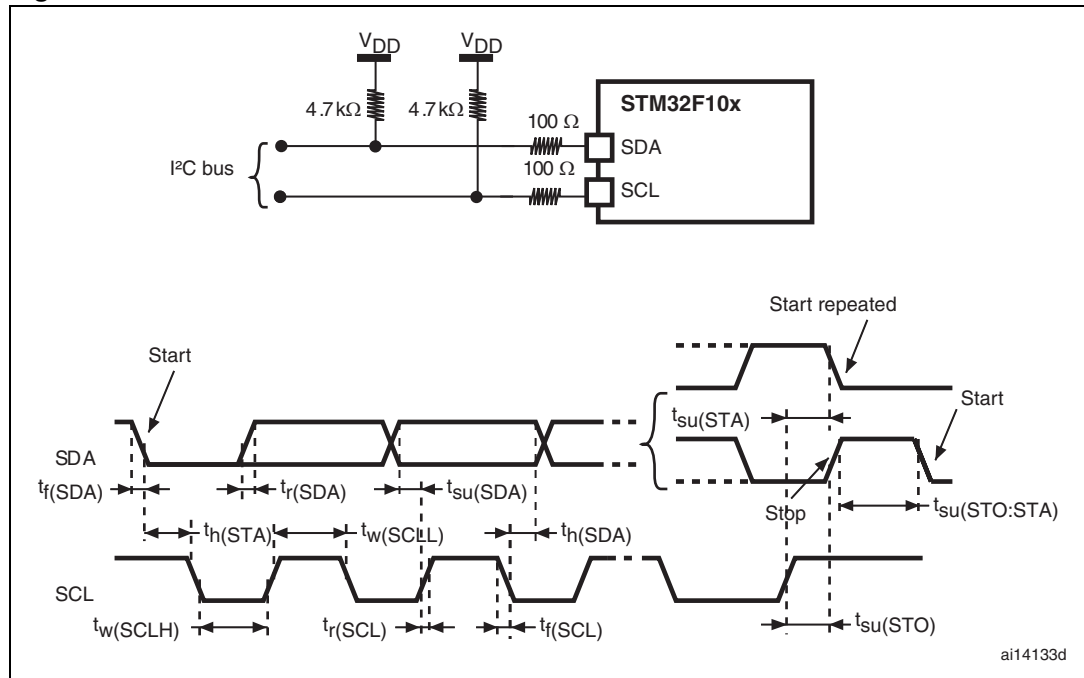 VDD VDD
STM32F10x
4.7kΩ 4.7kΩ
100 Ω
SDA
I²C bus
100 Ω
SCL
Start repeated
Start
Start
tsu(STA)
SDA
tf(SDA) tr(SDA) tsu(SDA)
Stop
tsu(STO:STA)
th(STA) tw(SCLL) th(SDA)
SCL
tw(SCLH) tr(SCL) tf(SCL) tsu(STO)
ai14133d